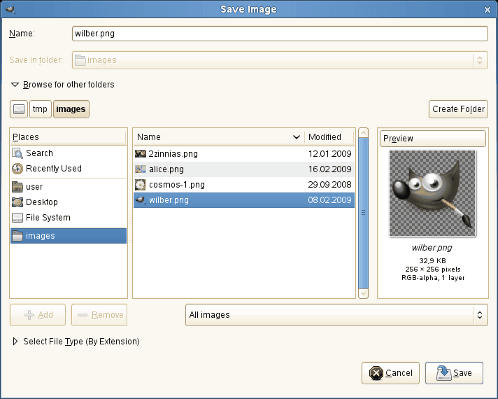 Save Image
Name: wilber.png
Save in folder: images
Browse for other folders
tmp images Create Folder
Places Name Modified Preview
Search 2zinnias.png 12.01.2009
Recently Used alice.png 16.02.2009
user cosmos-1.png 29.09.2008
Desktop wilber.png 08.02.2009
File System
images
wilber.png
32,9 KB
256 × 256 pixels
RGB-alpha, 1 layer
Add Remove All images
Select File Type (By Extension)
Cancel Save